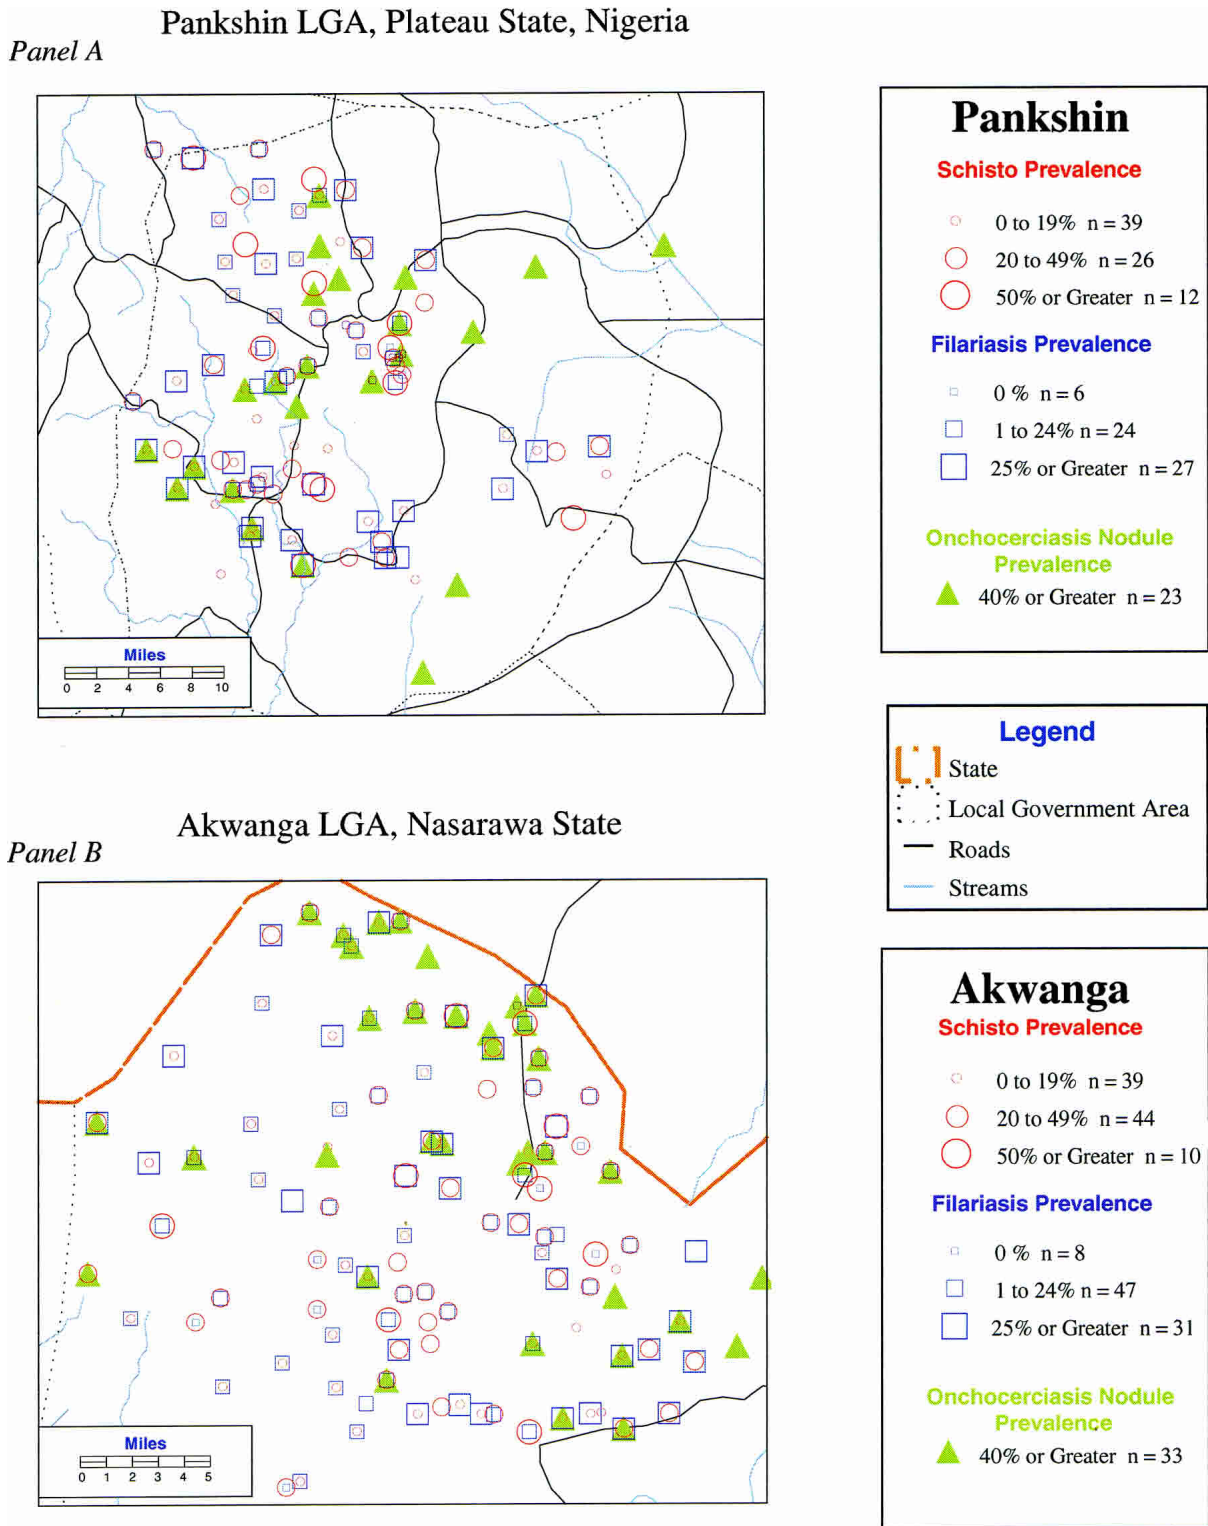 Pankshin LGA, Plateau State, Nigeria
Panel A
Miles
0 2 4 6 8 10
Pankshin
Schisto Prevalence
0 to 19% n = 39
20 to 49% n = 26
50% or Greater n = 12
Filariasis Prevalence
0 % n = 6
1 to 24% n = 24
25% or Greater n = 27
Onchocerciasis Nodule
Prevalence
40% or Greater n = 23
Legend
State
Local Government Area
Roads
Streams
Akwanga LGA, Nasarawa State
Panel B
Miles
0 1 2 3 4 5
Akwanga
Schisto Prevalence
0 to 19% n = 39
20 to 49% n = 44
50% or Greater n = 10
Filariasis Prevalence
0 % n = 8
1 to 24% n = 47
25% or Greater n = 31
Onchocerciasis Nodule
Prevalence
40% or Greater n = 33